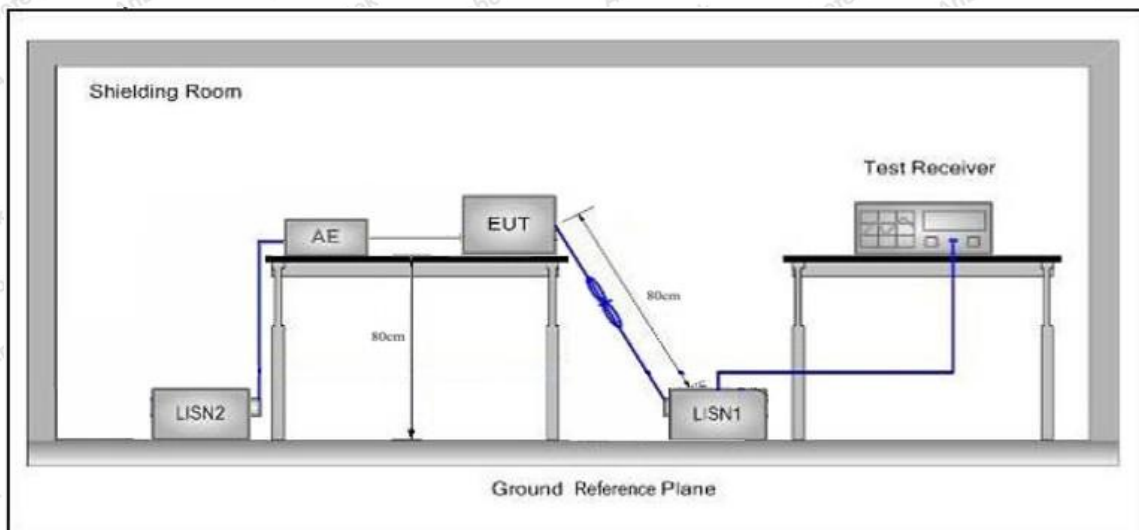 Shielding Room
Test Receiver
EUT
AE
80cm
80cm
LISN2
LISN1
Ground Reference Plane